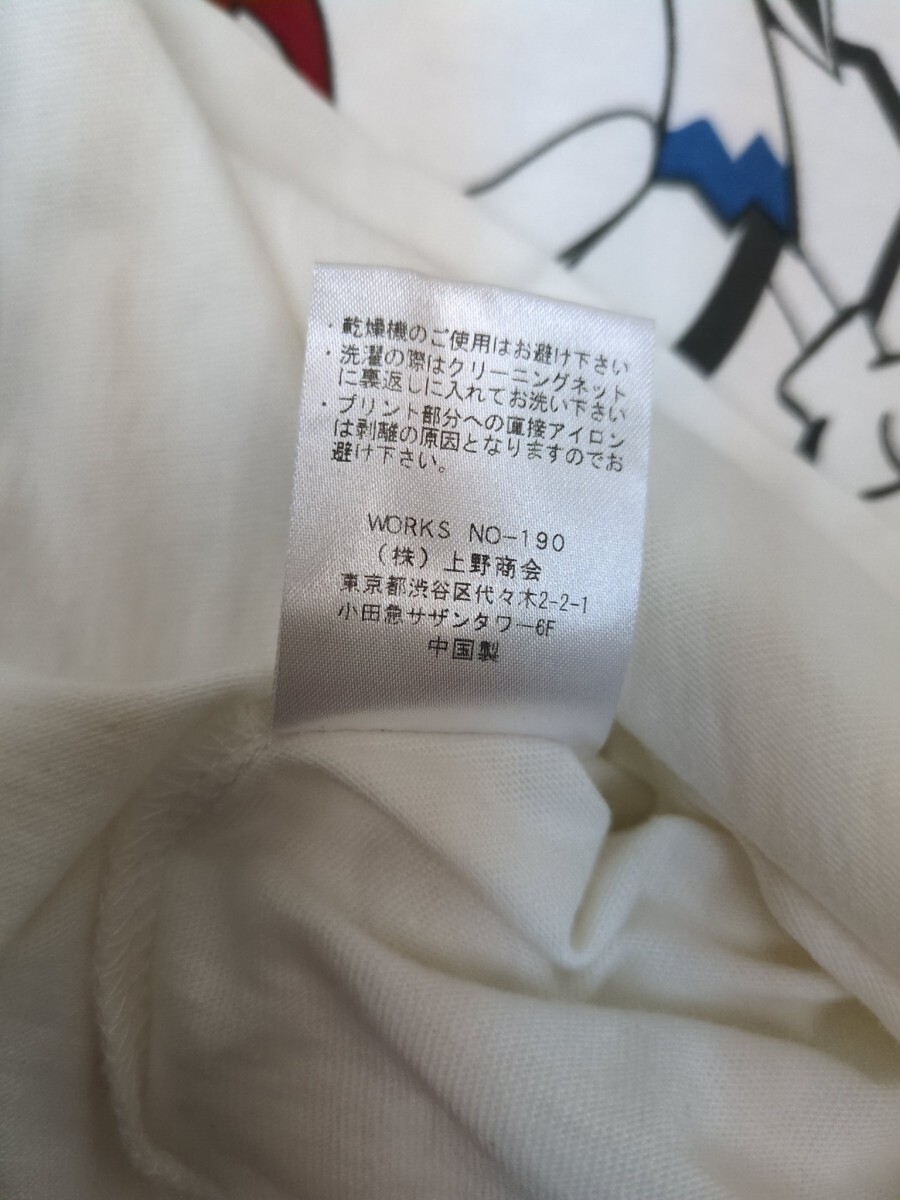 ・乾燥機のご使用はお避け下さい
・洗濯の際はクリーニングネット
に裏返しに入れてお洗い下さい
・プリント部分への直接アイロン
は剥離の原因となりますのでお
避け下さい。
WORKS NO-190
(株)上野商会
東京都渋谷区代々木2-2-1
小田急サザンタワー6F
中国製